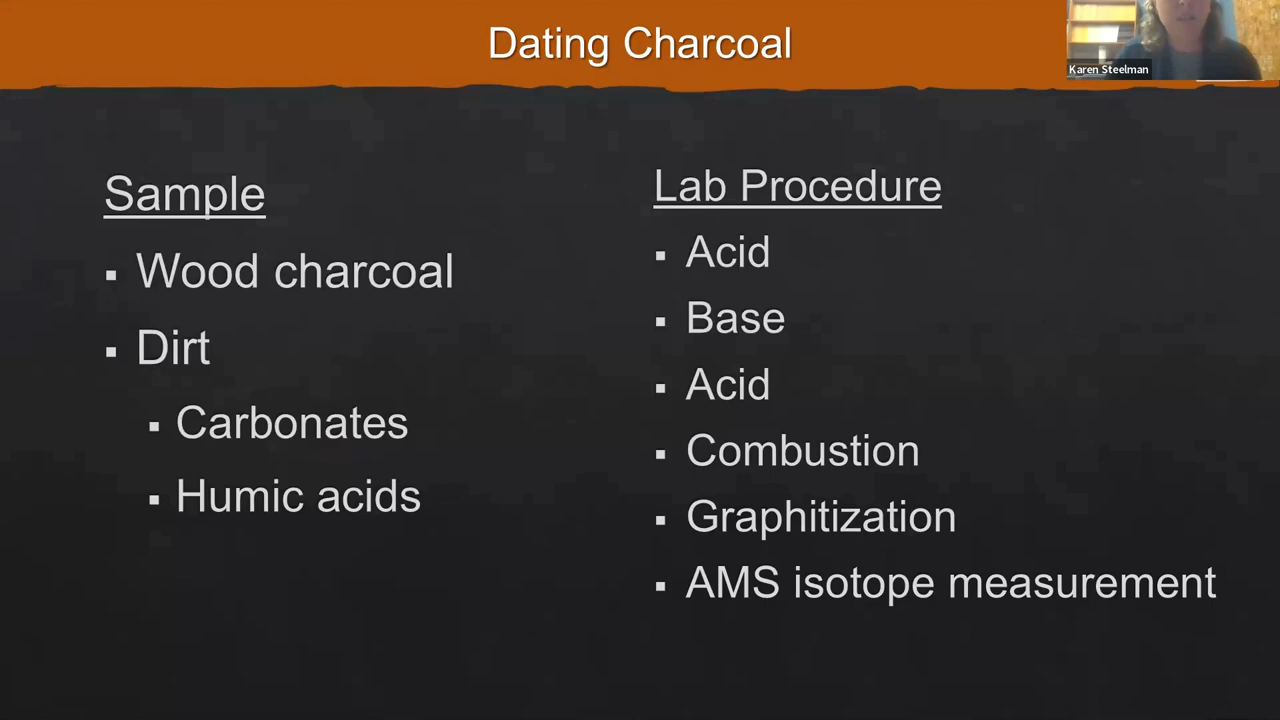 Dating Charcoal
Karen Steelman
Sample
▪ Wood charcoal
▪ Dirt
▪ Carbonates
▪ Humic acids
Lab Procedure
▪ Acid
▪ Base
▪ Acid
▪ Combustion
▪ Graphitization
▪ AMS isotope measurement